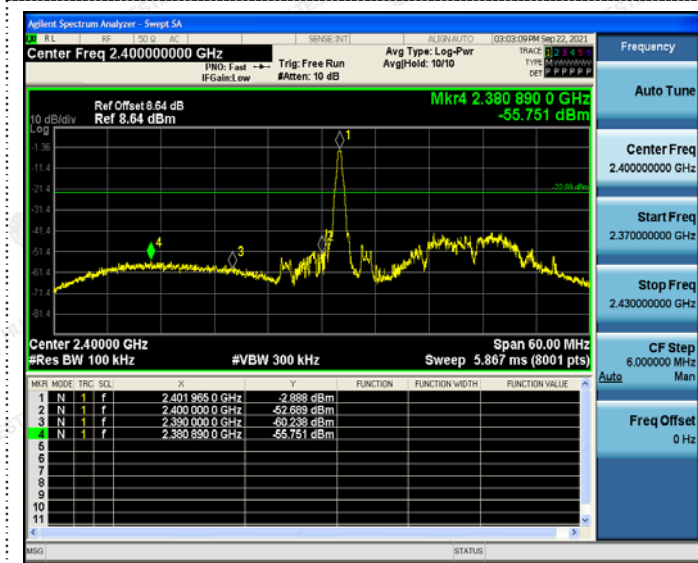 Agilent Spectrum Analyzer - Swept SA
RL RF 50 Ω AC SENSE:INT ALIGN AUTO 03:03:09 PM Sep 22, 2021
Center Freq 2.400000000 GHz
PNO: Fast
IFGain:Low
Trig: Free Run
#Atten: 10 dB
Avg Type: Log-Pwr
Avg|Hold: 10/10
TRACE 1 2 3 4 5 6
TYPE M WWWWW
DET P P P P P P
Frequency
Auto Tune
Center Freq
2.400000000 GHz
Start Freq
2.370000000 GHz
Stop Freq
2.430000000 GHz
CF Step
6.000000 MHz
Auto Man
Freq Offset
0 Hz
Mkr4 2.380 890 0 GHz
-55.751 dBm
Ref Offset 8.64 dB
10 dB/div Ref 8.64 dBm
Log
-1.36
-11.4
-21.4
-22.89 dBm
-31.4
-41.4
-51.4
-61.4
-71.4
-81.4
1
2
3
4
Center 2.40000 GHz Span 60.00 MHz
#Res BW 100 kHz #VBW 300 kHz Sweep 5.867 ms (8001 pts)
MKR MODE TRC SCL X Y FUNCTION FUNCTION WIDTH FUNCTION VALUE
1 N 1 f 2.401 965 0 GHz -2.888 dBm
2 N 1 f 2.400 000 0 GHz -52.689 dBm
3 N 1 f 2.390 000 0 GHz -60.238 dBm
4 N 1 f 2.380 890 0 GHz -55.751 dBm
5
6
7
8
9
10
11
MSG STATUS